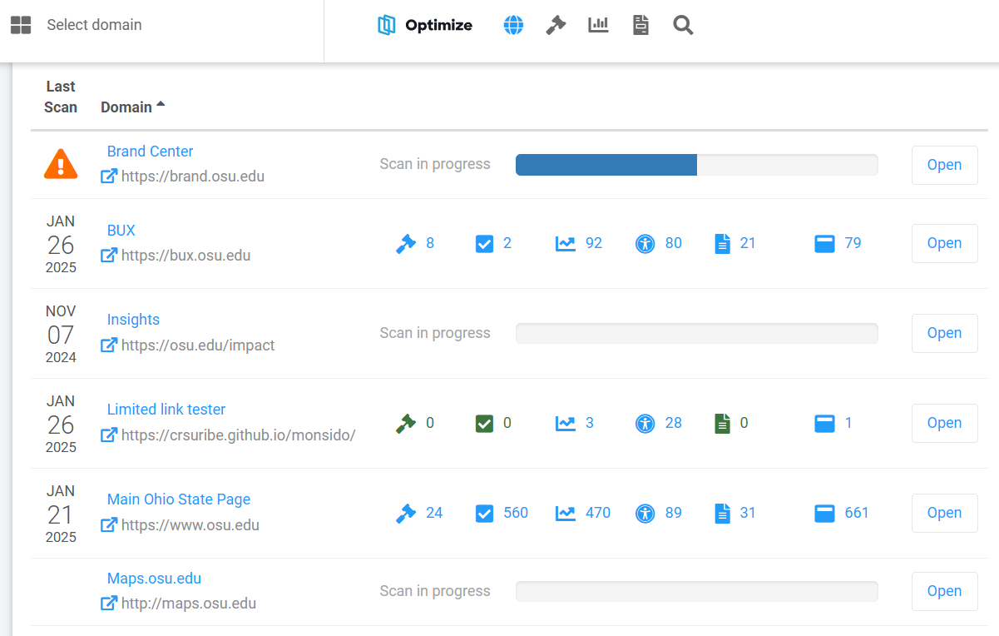 Select domain
Optimize
Last Scan
Domain
Brand Center
https://brand.osu.edu
Scan in progress
Open
JAN
26
2025
BUX
https://bux.osu.edu
8 2 92 80 21 79
Open
NOV
07
2024
Insights
https://osu.edu/impact
Scan in progress
Open
JAN
26
2025
Limited link tester
https://crsuribe.github.io/monsido/
0 0 3 28 0 1
Open
JAN
21
2025
Main Ohio State Page
https://www.osu.edu
24 560 470 89 31 661
Open
Maps.osu.edu
http://maps.osu.edu
Scan in progress
Open